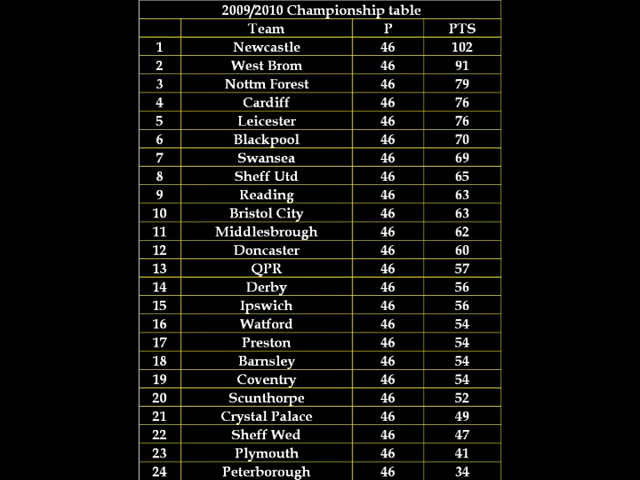 2009/2010 Championship table
Team P PTS
1 Newcastle 46 102
2 West Brom 46 91
3 Nottm Forest 46 79
4 Cardiff 46 76
5 Leicester 46 76
6 Blackpool 46 70
7 Swansea 46 69
8 Sheff Utd 46 65
9 Reading 46 63
10 Bristol City 46 63
11 Middlesbrough 46 62
12 Doncaster 46 60
13 QPR 46 57
14 Derby 46 56
15 Ipswich 46 56
16 Watford 46 54
17 Preston 46 54
18 Barnsley 46 54
19 Coventry 46 54
20 Scunthorpe 46 52
21 Crystal Palace 46 49
22 Sheff Wed 46 47
23 Plymouth 46 41
24 Peterborough 46 34